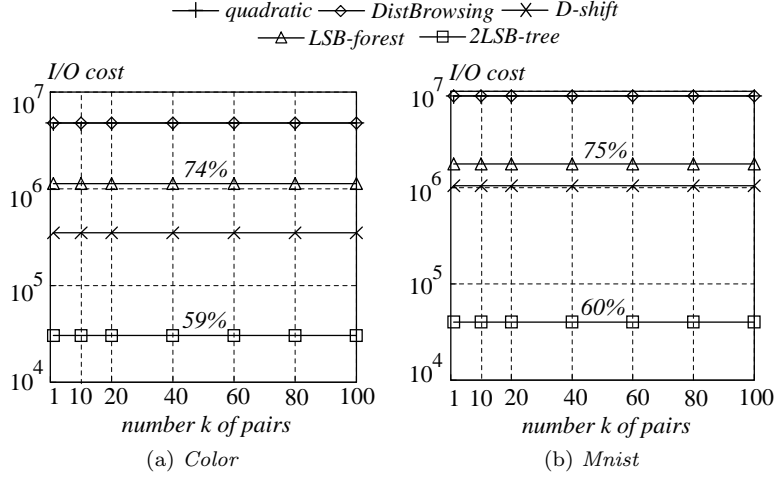 quadratic DistBrowsing D-shift
LSB-forest 2LSB-tree
I/O cost
10^7
74%
10^6
10^5
59%
10^4
1 10 20 40 60 80 100
number k of pairs
(a) Color
I/O cost
10^7
75%
10^6
10^5
60%
10^4
1 10 20 40 60 80 100
number k of pairs
(b) Mnist